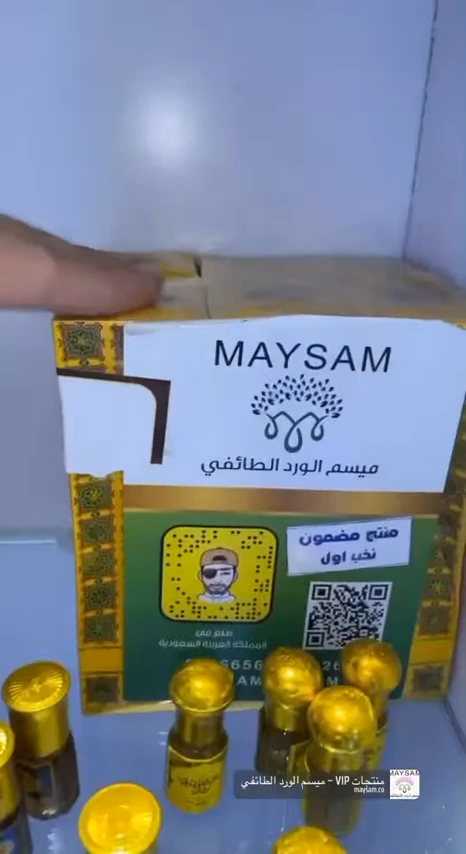 MAYSAM
ميسم الورد الطائفي
منتج مضمون
نخب اول
صنع في
المملكة العربية السعودية
منتجات VIP - ميسم الورد الطائفي
maysam.co
MAYSAM